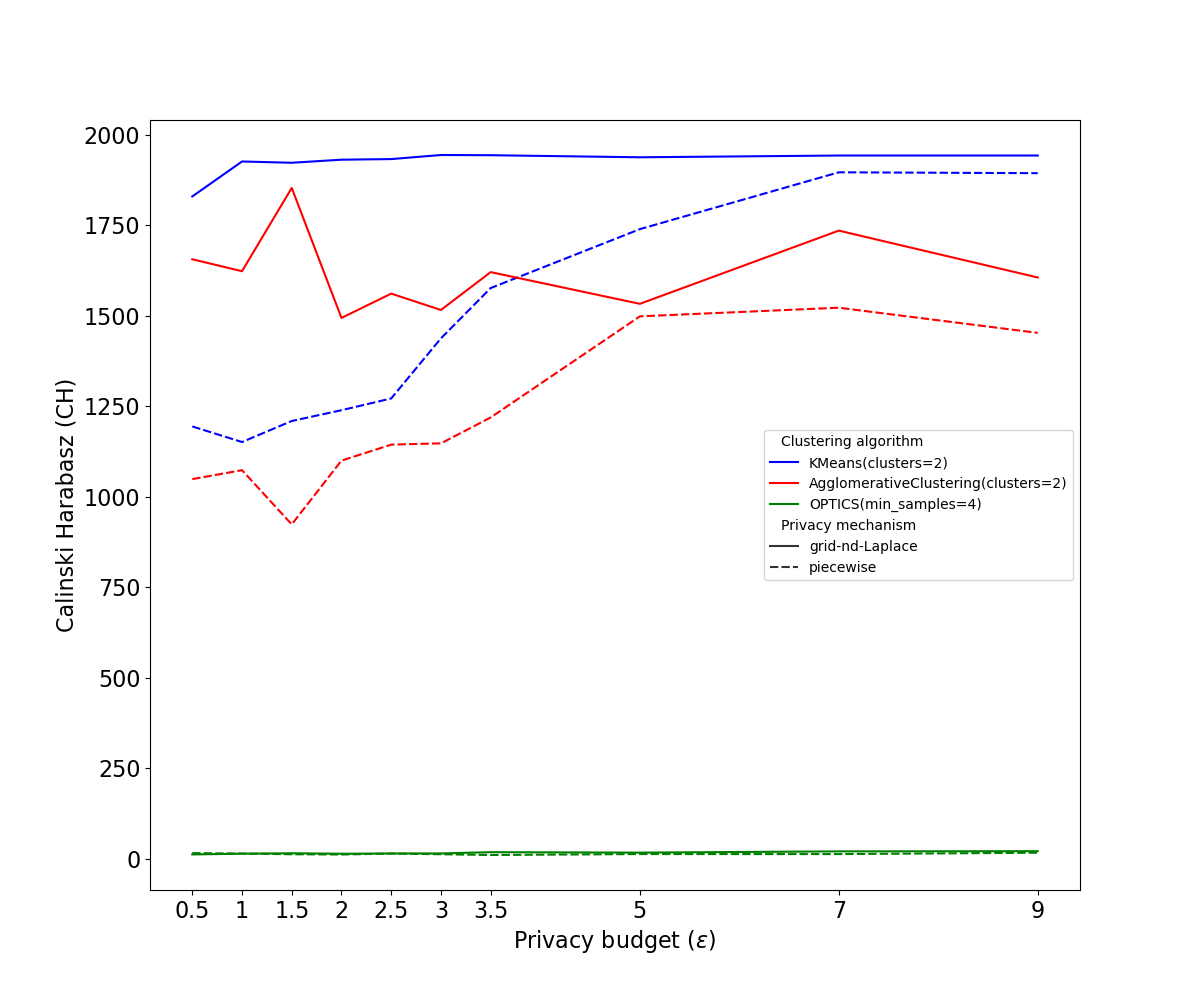 2000
1750
1500
1250
1000
750
500
250
0
Calinski Harabasz (CH)
Clustering algorithm
KMeans(clusters=2)
AgglomerativeClustering(clusters=2)
OPTICS(min_samples=4)
Privacy mechanism
grid-nd-Laplace
piecewise
0.5 1 1.5 2 2.5 3 3.5 5 7 9
Privacy budget (ε)